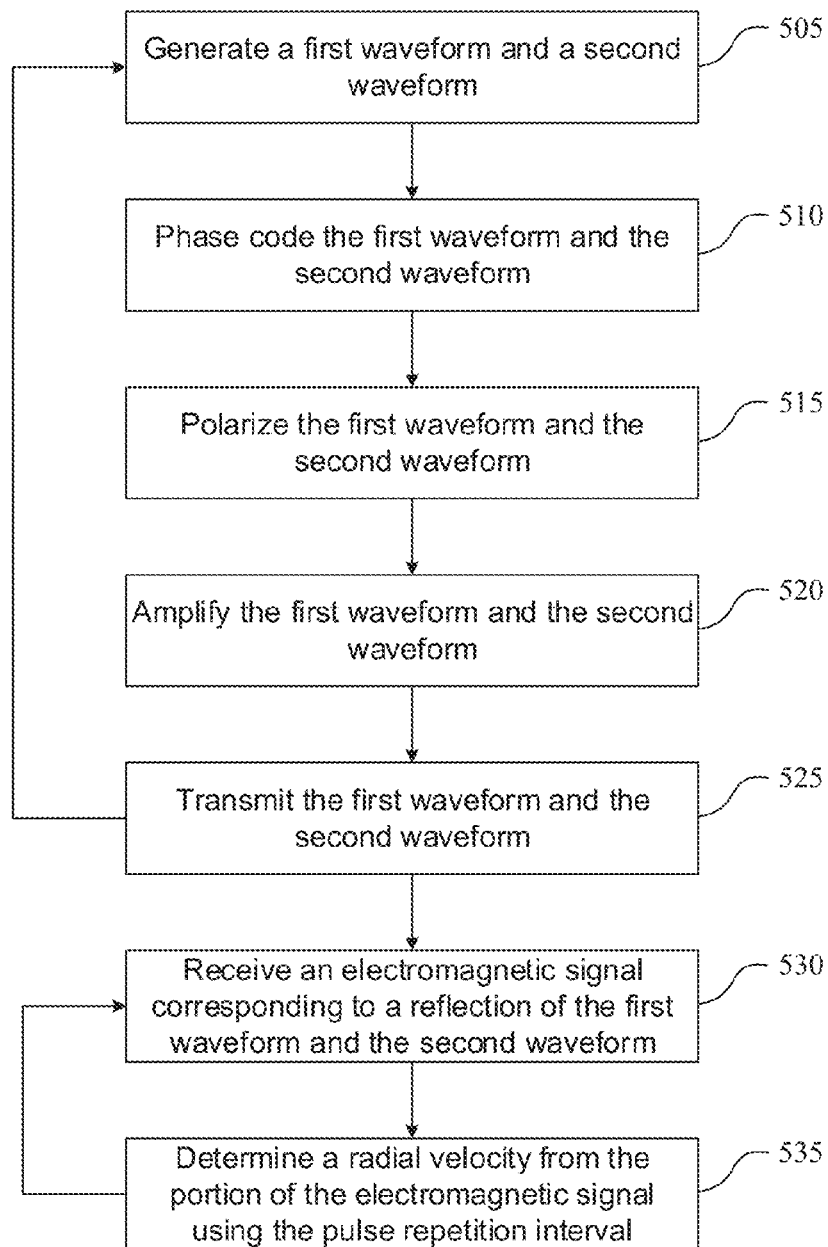 Generate a first waveform and a second
waveform
505
Phase code the first waveform and the
second waveform
510
Polarize the first waveform and the
second waveform
515
Amplify the first waveform and the second
waveform
520
Transmit the first waveform and the
second waveform
525
Receive an electromagnetic signal
corresponding to a reflection of the first
waveform and the second waveform
530
Determine a radial velocity from the
portion of the electromagnetic signal
using the pulse repetition interval
535